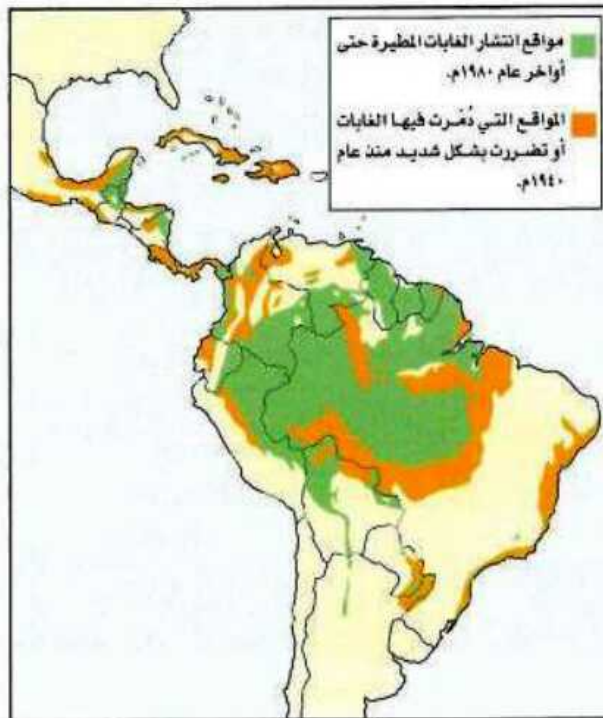 مواقع انتشار الغابات المطيرة حتى
أواخر عام ١٩٨٠م.
المواقع التي دُمّرت فيها الغابات
أو تضررت بشكل شديد منذ عام
١٩٤٠م.